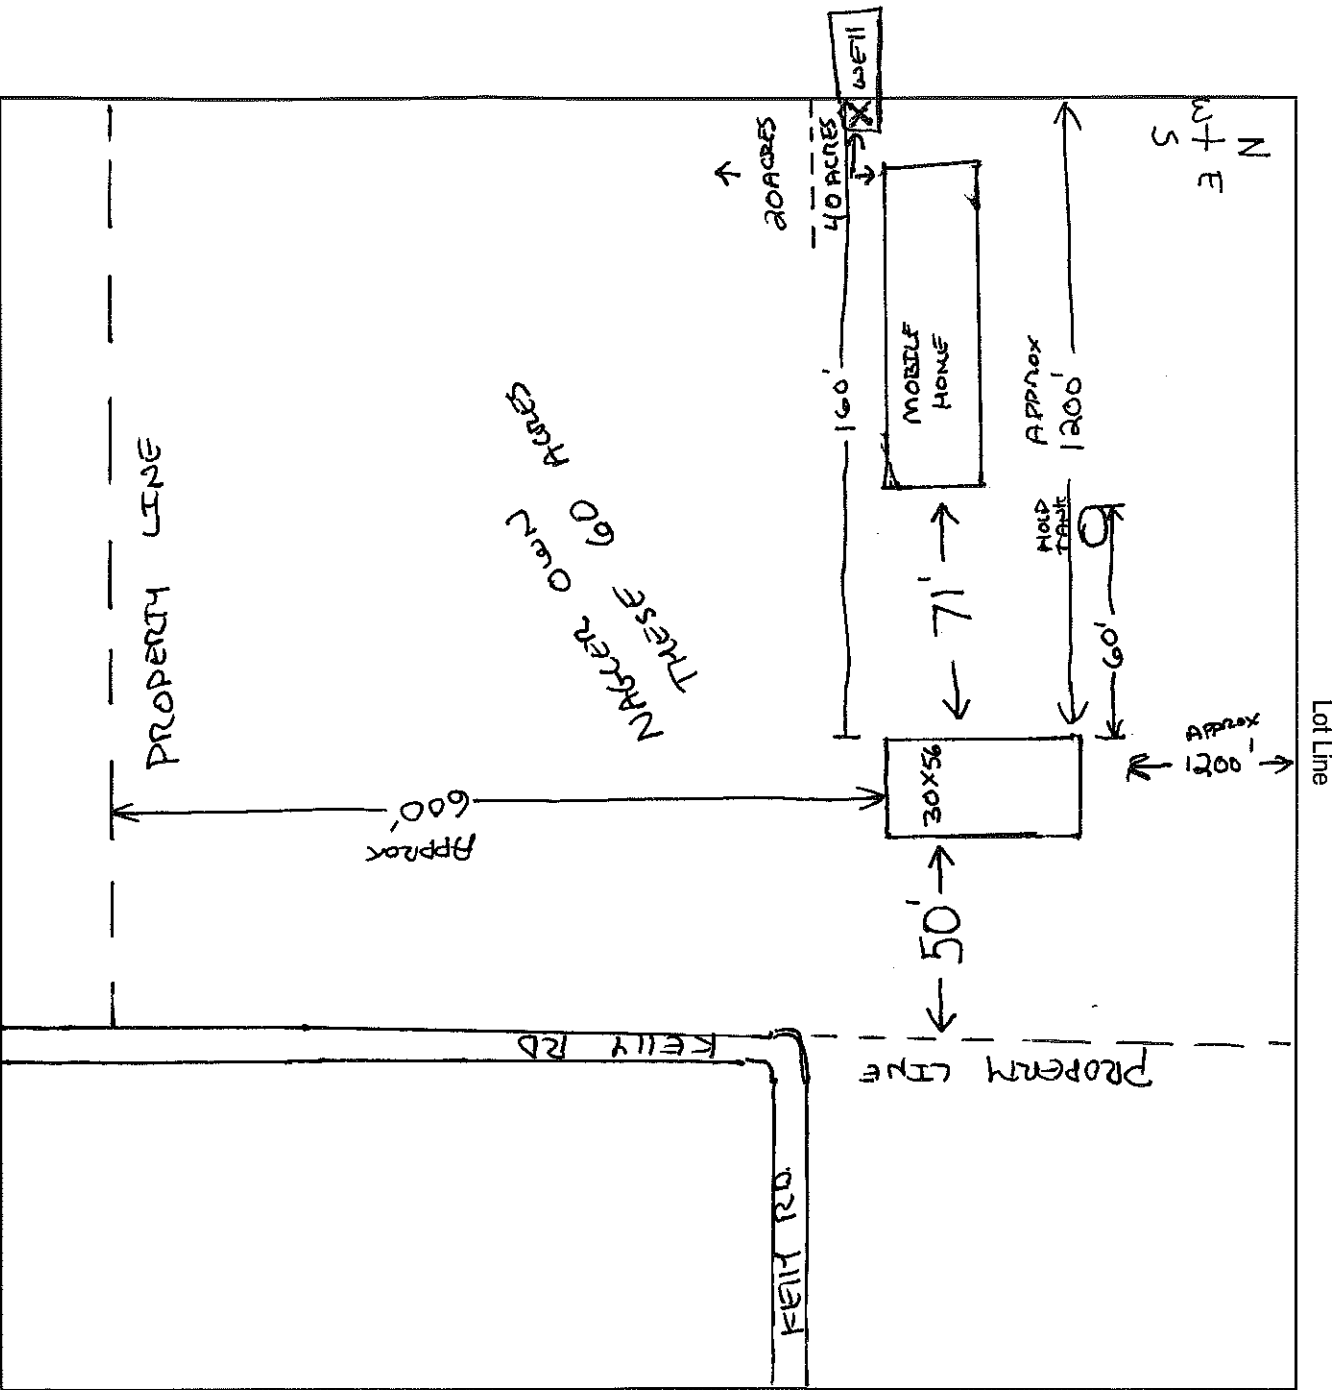 WEll
X
N
W E
S
20 ACRES
40 ACRES
160'
MOBILE
HOME
APPROX
1200'
PROPERTY LINE
NAGLER OWN
THESE 60 ACRES
HOLD
TANK
71'
60'
Lot Line
APPROX
1200'
30X56
APPROX
600'
50'
KEllY RD
PROPERTY LINE
KEllY RD.